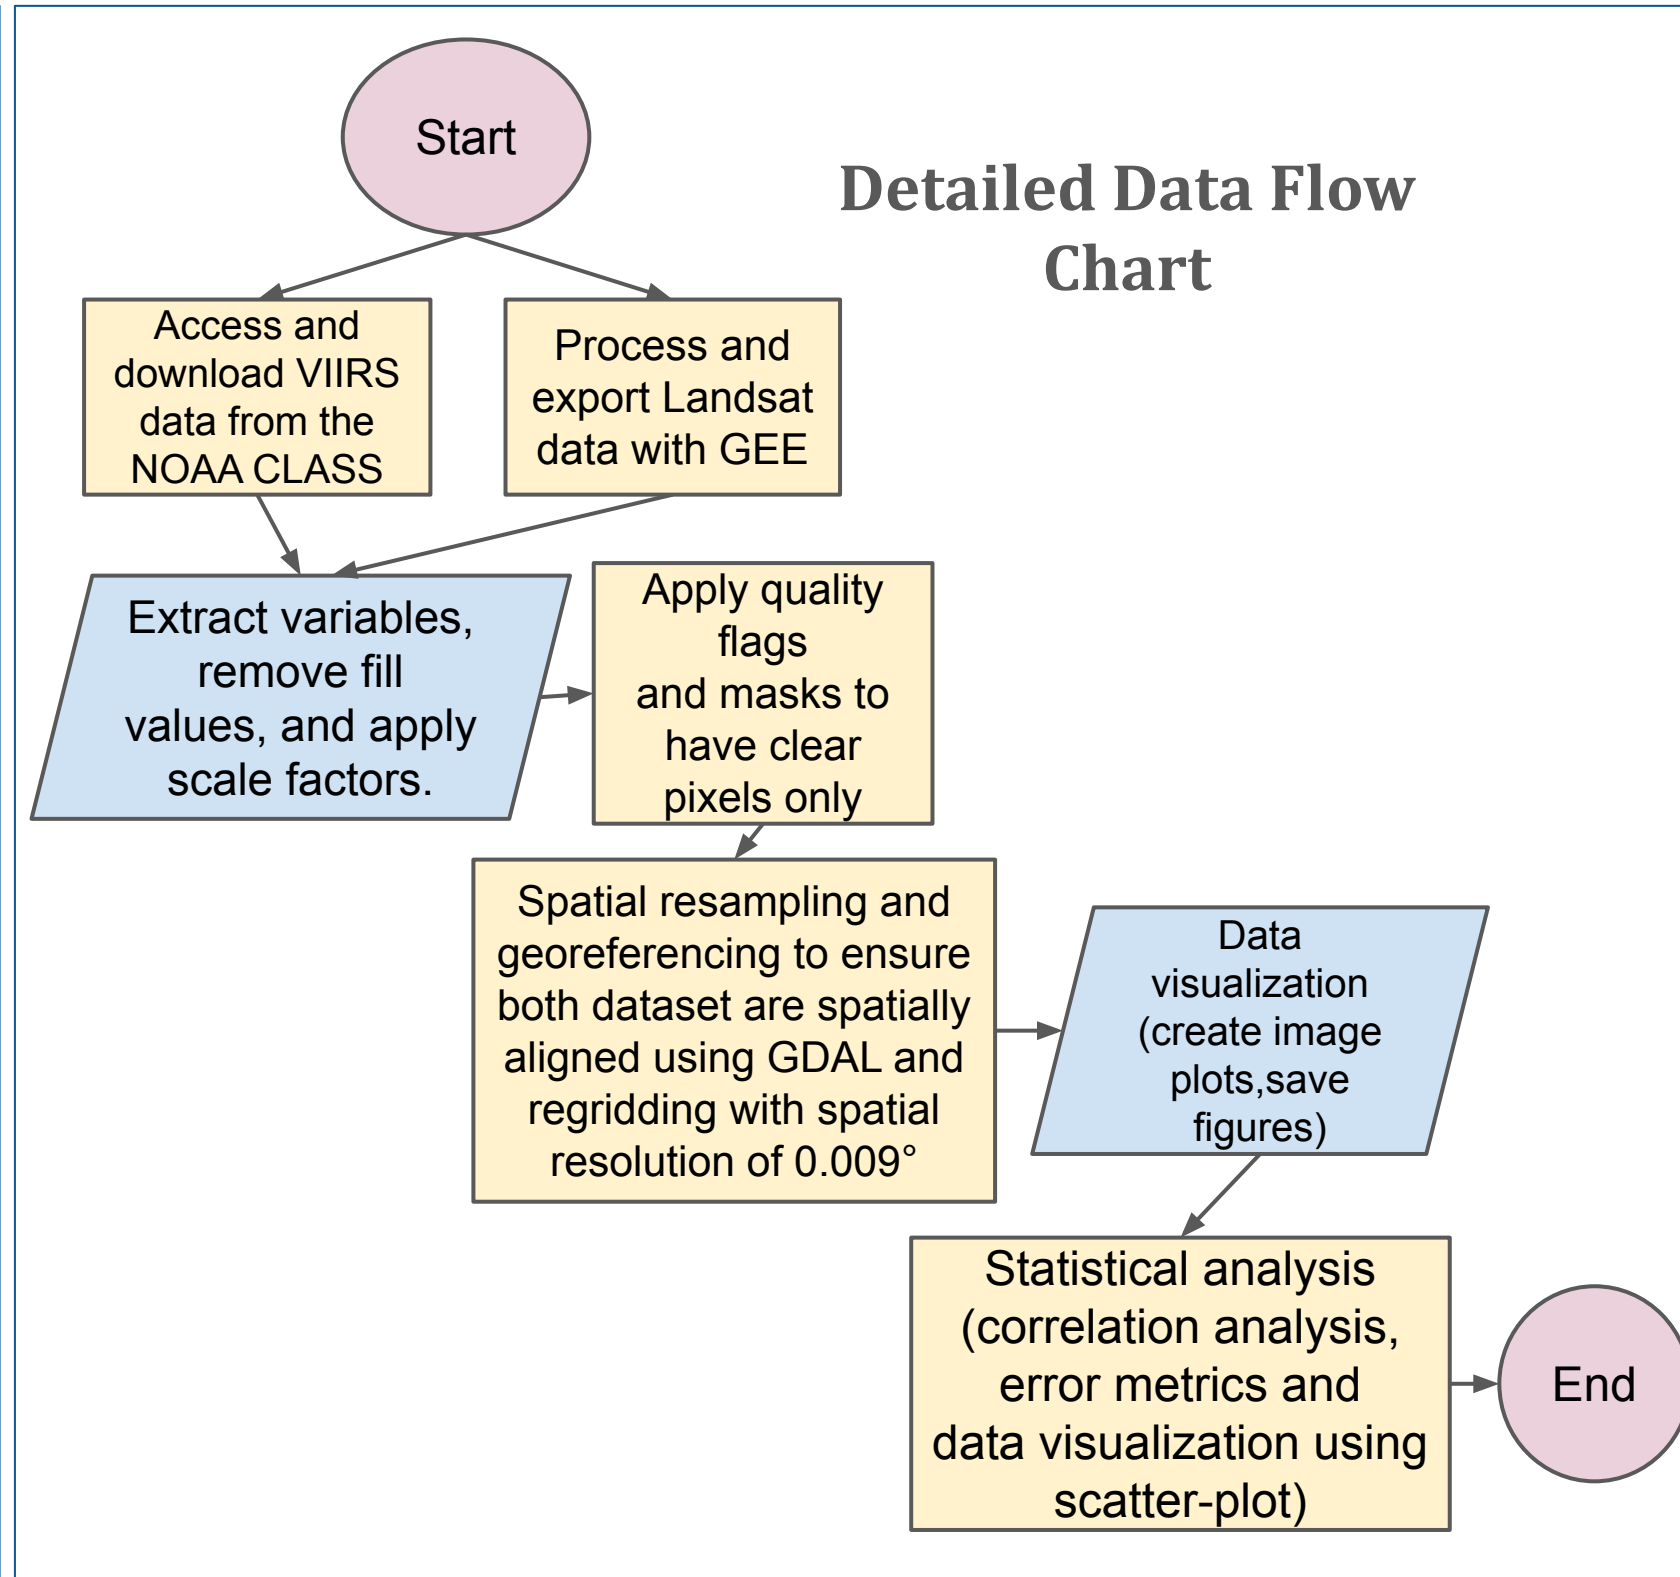 Start
Detailed Data Flow
Chart
Access and
download VIIRS
data from the
NOAA CLASS
Process and
export Landsat
data with GEE
Extract variables,
remove fill
values, and apply
scale factors.
Apply quality
flags
and masks to
have clear
pixels only
Spatial resampling and
georeferencing to ensure
both dataset are spatially
aligned using GDAL and
regridding with spatial
resolution of 0.009°
Data
visualization
(create image
plots,save
figures)
Statistical analysis
(correlation analysis,
error metrics and
data visualization using
scatter-plot)
End